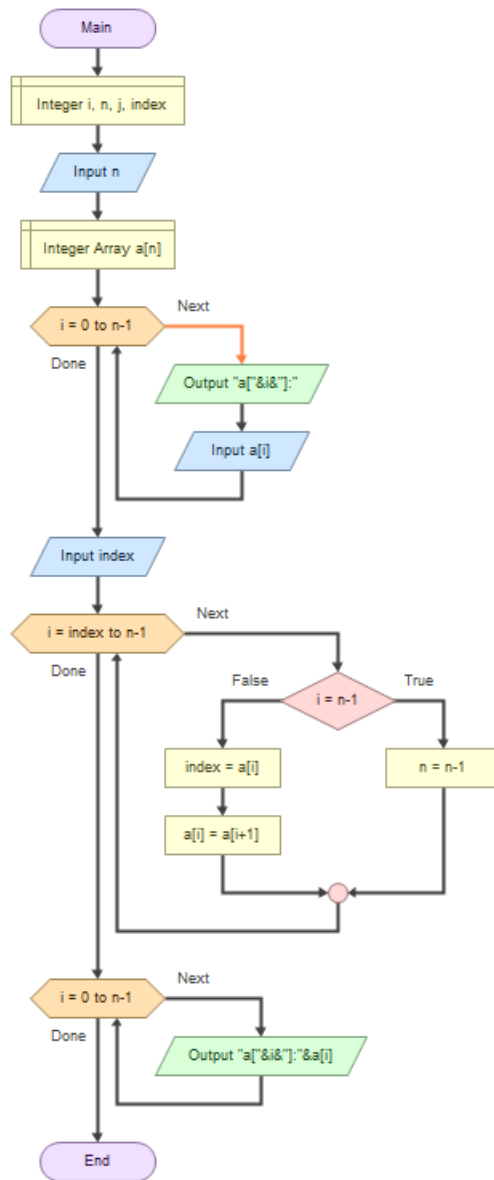 Main
Integer i, n, j, index
Input n
Integer Array a[n]
i = 0 to n-1
Next
Done
Output "a["&i&"]:"
Input a[i]
Input index
i = index to n-1
Next
Done
False
True
i = n-1
index = a[i]
n = n-1
a[i] = a[i+1]
i = 0 to n-1
Next
Done
Output "a["&i&"]:"&a[i]
End